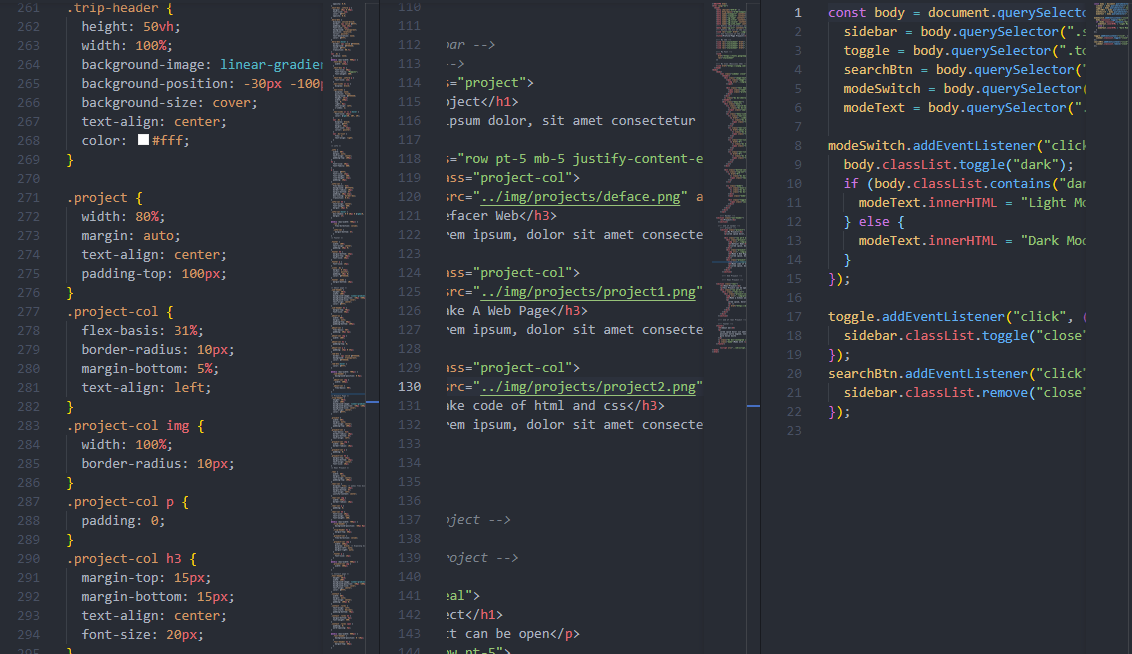 261 .trip-header {
262 height: 50vh;
263 width: 100%;
264 background-image: linear-gradie
265 background-position: -30px -100
266 background-size: cover;
267 text-align: center;
268 color: #fff;
269 }
270
271 .project {
272 width: 80%;
273 margin: auto;
274 text-align: center;
275 padding-top: 100px;
276 }
277 .project-col {
278 flex-basis: 31%;
279 border-radius: 10px;
280 margin-bottom: 5%;
281 text-align: left;
282 }
283 .project-col img {
284 width: 100%;
285 border-radius: 10px;
286 }
287 .project-col p {
288 padding: 0;
289 }
290 .project-col h3 {
291 margin-top: 15px;
292 margin-bottom: 15px;
293 text-align: center;
294 font-size: 20px;
295 }
110
111
112 bar -->
113 -->
114 ="project">
115 oject</h1>
116 ipsum dolor, sit amet consectetur
117
118 ="row pt-5 mb-5 justify-content-e
119 ass="project-col">
120 src="../img/projects/deface.png" a
121 efacer Web</h3>
122 rem ipsum, dolor sit amet consecte
123
124 ass="project-col">
125 src="../img/projects/project1.png"
126 ake A Web Page</h3>
127 rem ipsum, dolor sit amet consecte
128
129 ass="project-col">
130 src="../img/projects/project2.png"
131 ake code of html and css</h3>
132 rem ipsum, dolor sit amet consecte
133
134
135
136
137 oject -->
138
139 roject -->
140
141 eal">
142 ect</h1>
143 t can be open</p>
144 ow pt-5">
1 const body = document.querySelecto
2 sidebar = body.querySelector(".s
3 toggle = body.querySelector(".to
4 searchBtn = body.querySelector("
5 modeSwitch = body.querySelector(
6 modeText = body.querySelector(".
7
8 modeSwitch.addEventListener("click
9 body.classList.toggle("dark");
10 if (body.classList.contains("dar
11 modeText.innerHTML = "Light Mo
12 } else {
13 modeText.innerHTML = "Dark Mod
14 }
15 });
16
17 toggle.addEventListener("click", (
18 sidebar.classList.toggle("close"
19 });
20 searchBtn.addEventListener("click"
21 sidebar.classList.remove("close"
22 });
23